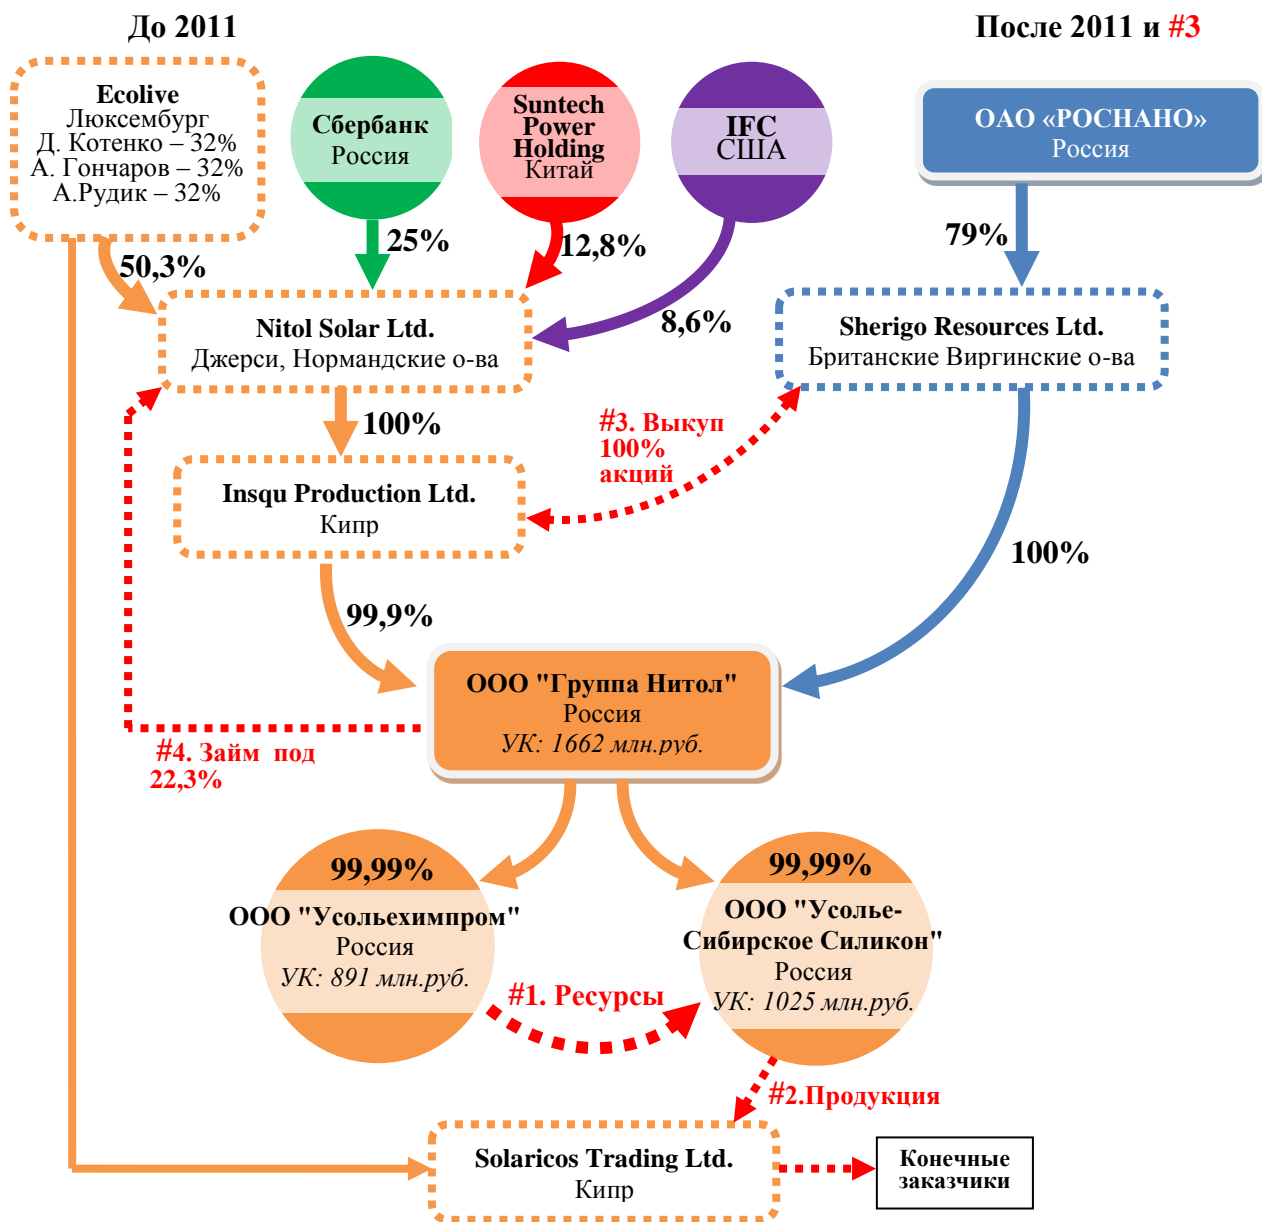 До 2011
После 2011 и #3
Ecolive
Люксембург
Д. Котенко – 32%
А. Гончаров – 32%
А.Рудик – 32%
Сбербанк
Россия
Suntech
Power
Holding
Китай
IFC
США
ОАО «РОСНАНО»
Россия
50,3%
25%
12,8%
8,6%
79%
Nitol Solar Ltd.
Джерси, Нормандские о-ва
Sherigo Resources Ltd.
Британские Виргинские о-ва
100%
#3. Выкуп
100%
акций
Insqu Production Ltd.
Кипр
100%
99,9%
ООО "Группа Нитол"
Россия
УК: 1662 млн.руб.
#4. Займ под
22,3%
99,99%
ООО "Усольехимпром"
Россия
УК: 891 млн.руб.
99,99%
ООО "Усолье-
Сибирское Силикон"
Россия
УК: 1025 млн.руб.
#1. Ресурсы
#2.Продукция
Solaricos Trading Ltd.
Кипр
Конечные
заказчики